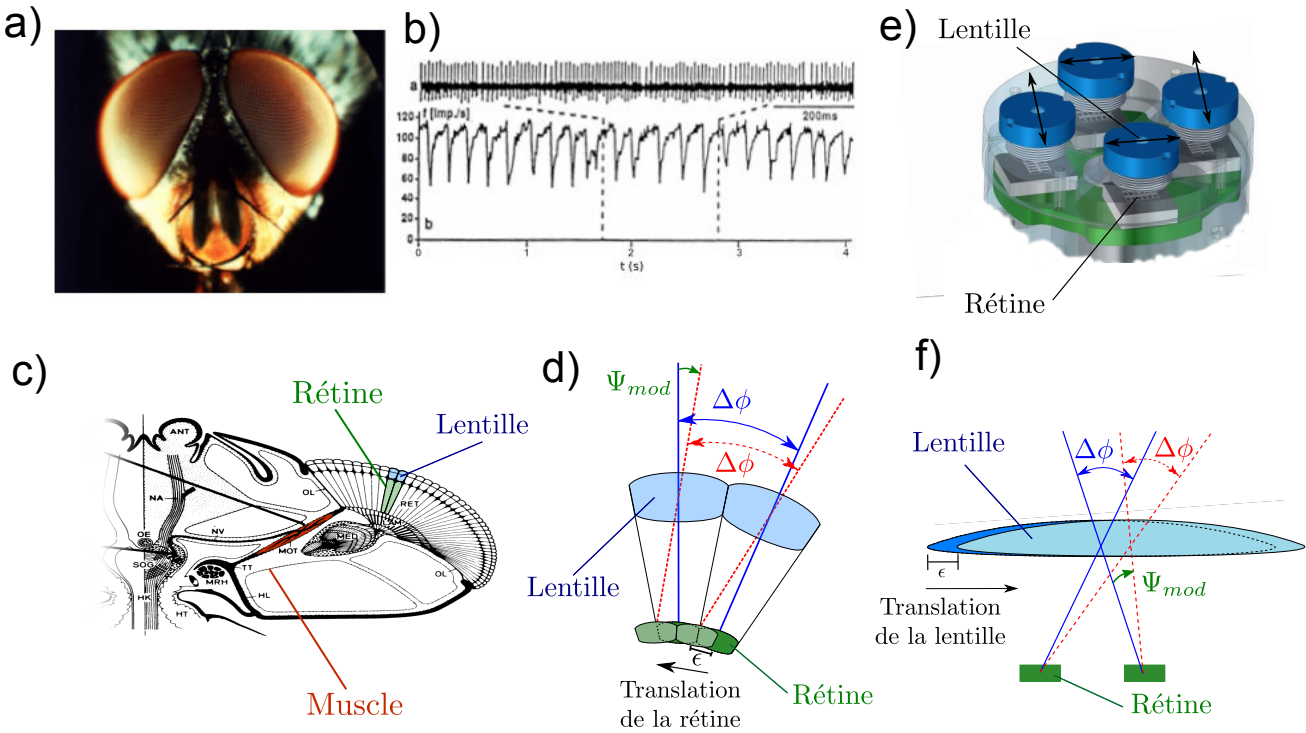 a)
b)
a
f [Imp./s]
200ms
120
100
80
60
40
20
0
b
0
1
2
3
4
t (s)
e)
Lentille
Rétine
c)
Rétine
Lentille
ANT
NA
OL
RET
NV
OE
MOT
MED
SOG
TT
MRH
OL
HK
HL
HT
Muscle
d)
Ψmod
Δϕ
Δϕ
Lentille
ϵ
Translation
de la rétine
Rétine
f)
Lentille
Δϕ
Δϕ
ϵ
Ψmod
Translation
de la lentille
Rétine